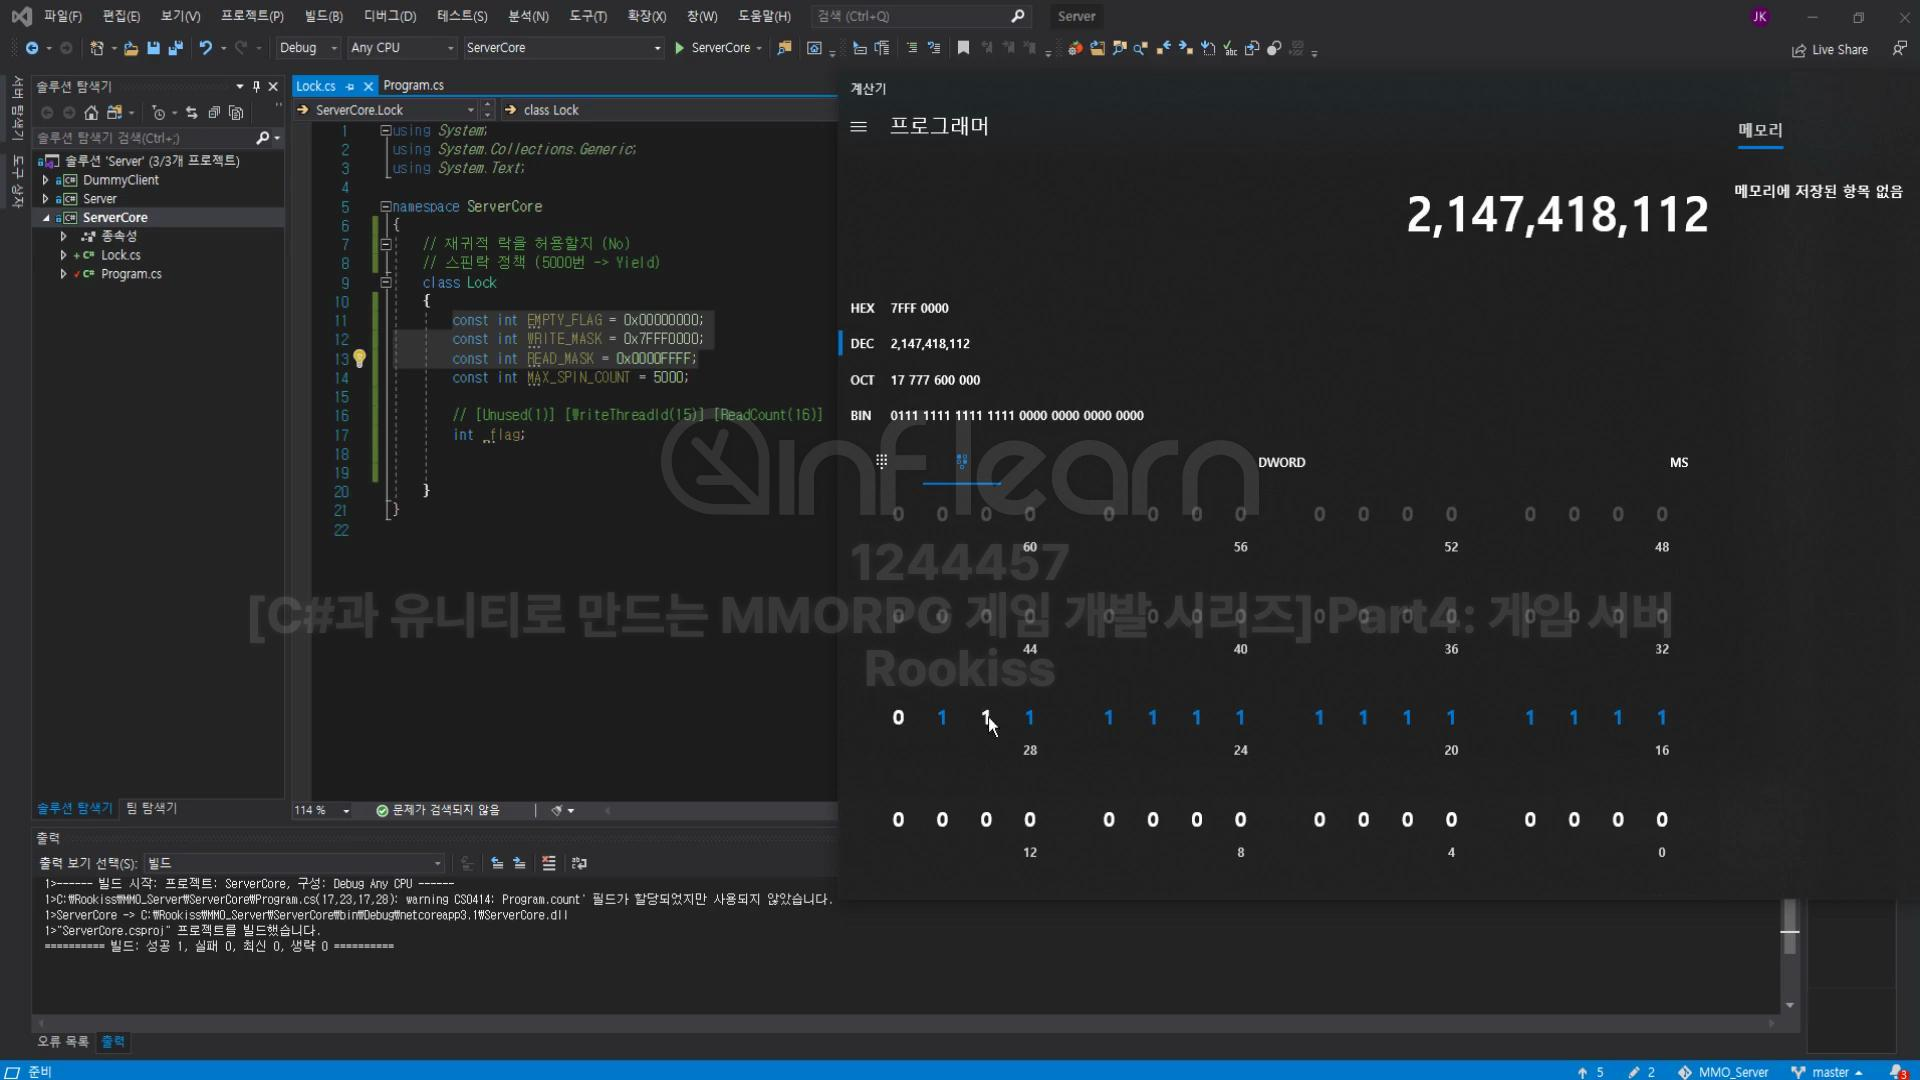 파일(F) 편집(E) 보기(V) 프로젝트(P) 빌드(B) 디버그(D) 테스트(S) 분석(N) 도구(T) 확장(X) 창(W) 도움말(H) 검색 (Ctrl+Q) Server JK
Debug Any CPU ServerCore ServerCore Live Share
서버 탐색기
도구 상자
솔루션 탐색기
솔루션 탐색기 검색(Ctrl+;)
솔루션 'Server' (3/3개 프로젝트)
DummyClient
Server
ServerCore
종속성
Lock.cs
Program.cs
솔루션 탐색기 팀 탐색기
Lock.cs Program.cs
ServerCore.Lock class Lock
1 using System;
2 using System.Collections.Generic;
3 using System.Text;
4
5 namespace ServerCore
6 {
7 // 재귀적 락을 허용할지 (No)
8 // 스핀락 정책 (5000번 -> Yield)
9 class Lock
10 {
11 const int EMPTY_FLAG = 0x00000000;
12 const int WRITE_MASK = 0x7FFF0000;
13 const int READ_MASK = 0x0000FFFF;
14 const int MAX_SPIN_COUNT = 5000;
15
16 // [Unused(1)] [WriteThreadId(15)] [ReadCount(16)]
17 int _flag;
18
19
20 }
21 }
22
114 % 문제가 검색되지 않음
계산기
프로그래머
메모리
메모리에 저장된 항목 없음
2,147,418,112
HEX 7FFF 0000
DEC 2,147,418,112
OCT 17 777 600 000
BIN 0111 1111 1111 1111 0000 0000 0000 0000
DWORD MS
0 0 0 0 0 0 0 0 0 0 0 0 0 0 0 0
60 56 52 48
0 0 0 0 0 0 0 0 0 0 0 0 0 0 0 0
44 40 36 32
0 1 1 1 1 1 1 1 1 1 1 1 1 1 1 1
28 24 20 16
0 0 0 0 0 0 0 0 0 0 0 0 0 0 0 0
12 8 4 0
inflearn
1244457
[C#과 유니티로 만드는 MMORPG 게임 개발 시리즈] Part4: 게임 서버
Rookiss
출력
출력 보기 선택(S): 빌드
1>------ 빌드 시작: 프로젝트: ServerCore, 구성: Debug Any CPU ------
1>C:₩Rookiss₩MMO_Server₩ServerCore₩Program.cs(17,23,17,28): warning CS0414: Program.count' 필드가 할당되었지만 사용되지 않았습니다.
1>ServerCore -> C:₩Rookiss₩MMO_Server₩ServerCore₩bin₩Debug₩netcoreapp3.1₩ServerCore.dll
1>"ServerCore.csproj" 프로젝트를 빌드했습니다.
========== 빌드: 성공 1, 실패 0, 최신 0, 생략 0 ==========
오류 목록 출력
준비 5 2 MMO_Server master 3